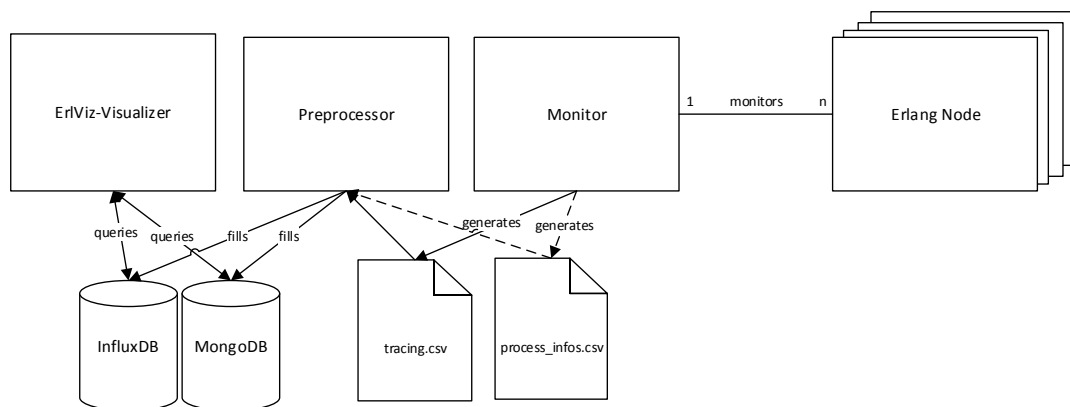 ErlViz-Visualizer
Preprocessor
Monitor
1 monitors n
Erlang Node
queries
queries
fills
fills
generates
generates
InfluxDB
MongoDB
tracing.csv
process_infos.csv